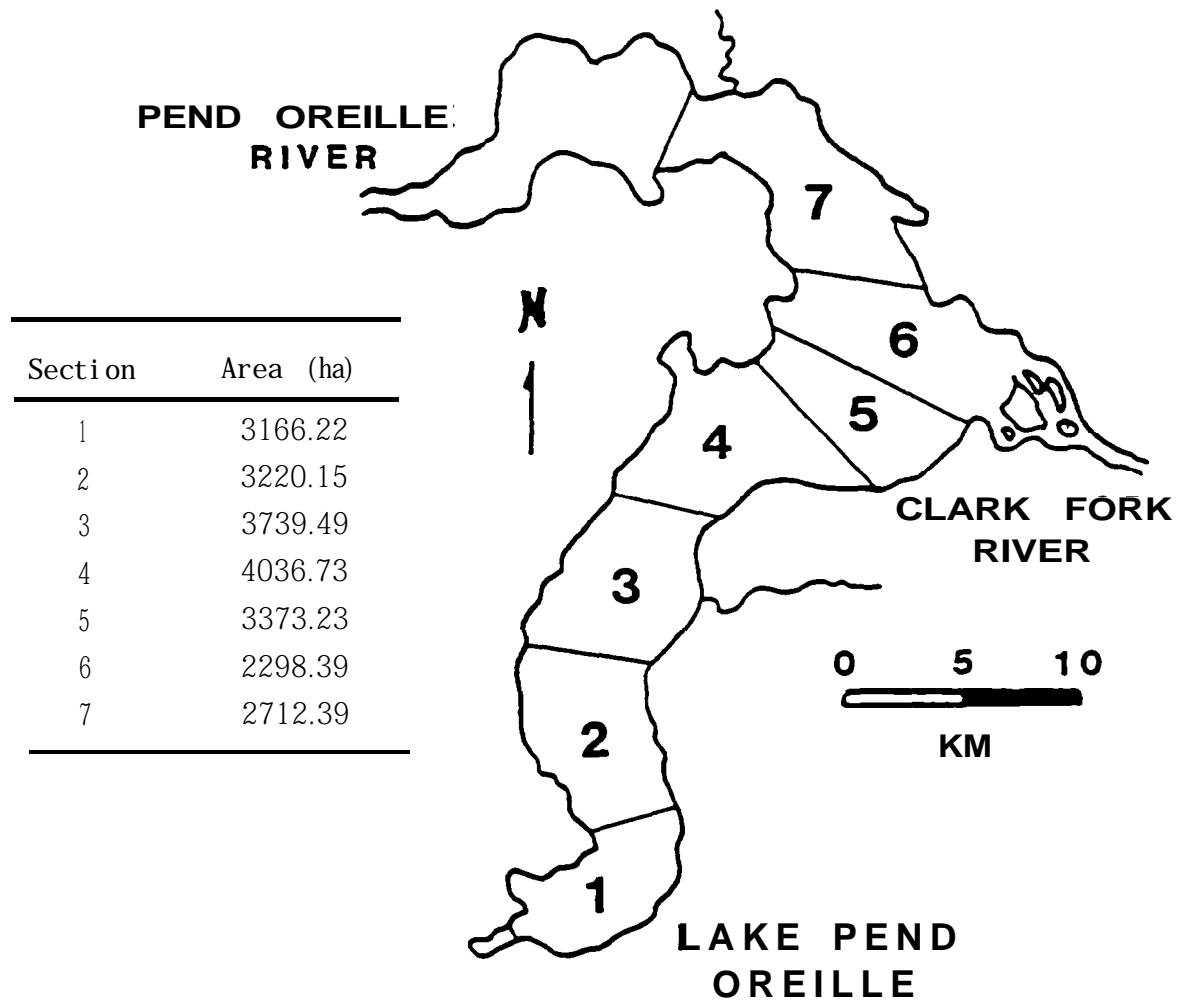 PEND OREILLE
RIVER
7
N
6
Section Area (ha)
1 3166.22
2 3220.15
3 3739.49
4 4036.73
5 3373.23
6 2298.39
7 2712.39
5
4
CLARK FORK
RIVER
3
0 5 10
KM
2
1
LAKE PEND
OREILLE